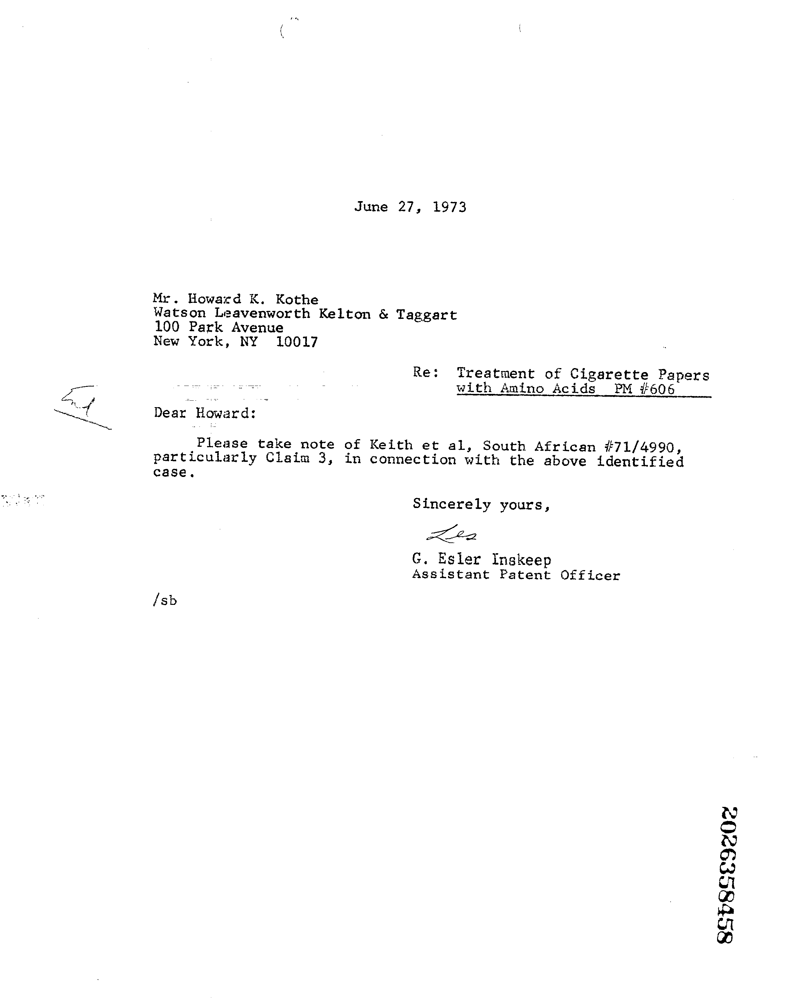 June 27, 1973
Mr. Howard K. Kothe
Watson Leavenworth Kelton & Taggart
100 Park Avenue
New York, NY 10017
Re: Treatment of Cigarette Papers
with Amino Acids PM #606
Dear Howard:
Please take note of Keith et al, South African #71/4990,
particularly Claim 3, in connection with the above identified
case.
Sincerely yours,
Les
G. Esler Inskeep
Assistant Patent Officer
/sb
2026358458